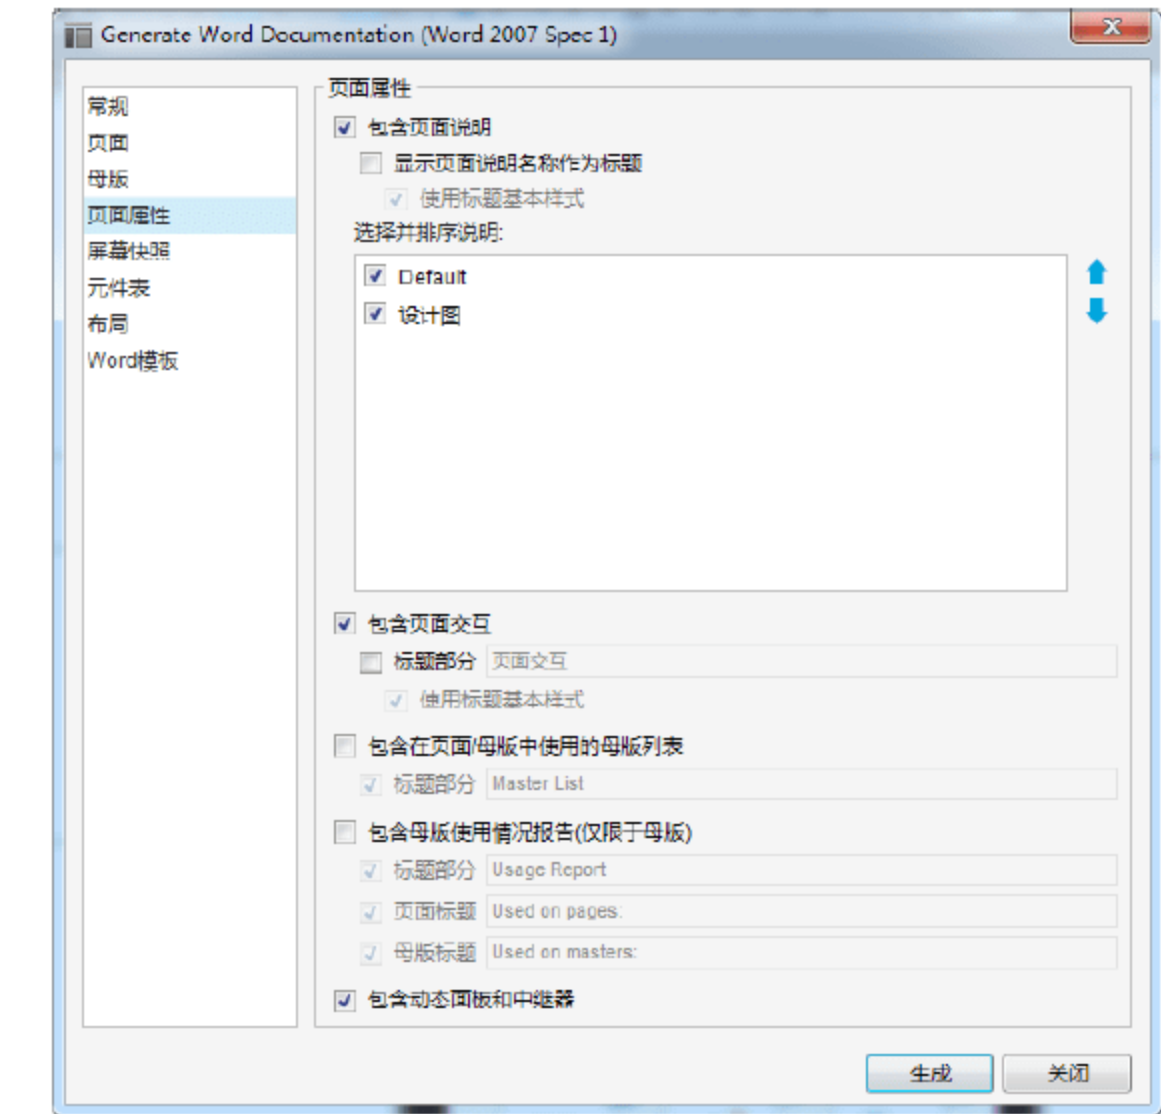 Generate Word Documentation (Word 2007 Spec 1)
常规
页面
母版
页面属性
屏幕快照
元件表
布局
Word模板
页面属性
包含页面说明
显示页面说明名称作为标题
使用标题基本样式
选择并排序说明:
Default
设计图
包含页面交互
标题部分 页面交互
使用标题基本样式
包含在页面/母版中使用的母版列表
标题部分 Master List
包含母版使用情况报告(仅限于母版)
标题部分 Usage Report
页面标题 Used on pages:
母版标题 Used on masters:
包含动态面板和中继器
生成 关闭